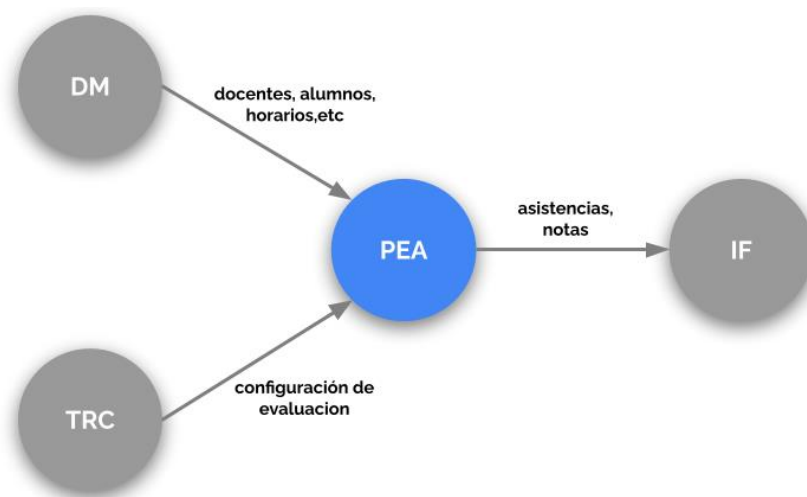 DM
docentes, alumnos,
horarios,etc
PEA
asistencias,
notas
IF
TRC
configuración de
evaluacion